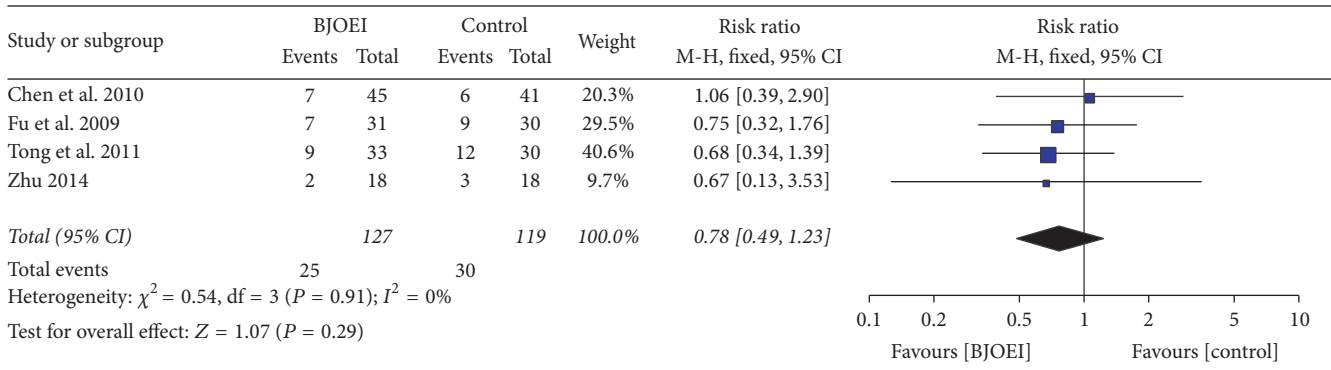 Study or subgroup BJOEI Control Weight Risk ratio Risk ratio
Events Total Events Total M-H, fixed, 95% CI M-H, fixed, 95% CI
Chen et al. 2010 7 45 6 41 20.3% 1.06 [0.39, 2.90]
Fu et al. 2009 7 31 9 30 29.5% 0.75 [0.32, 1.76]
Tong et al. 2011 9 33 12 30 40.6% 0.68 [0.34, 1.39]
Zhu 2014 2 18 3 18 9.7% 0.67 [0.13, 3.53]
Total (95% CI) 127 119 100.0% 0.78 [0.49, 1.23]
Total events 25 30
Heterogeneity: χ² = 0.54, df = 3 (P = 0.91); I² = 0%
Test for overall effect: Z = 1.07 (P = 0.29)
0.1 0.2 0.5 1 2 5 10
Favours [BJOEI] Favours [control]